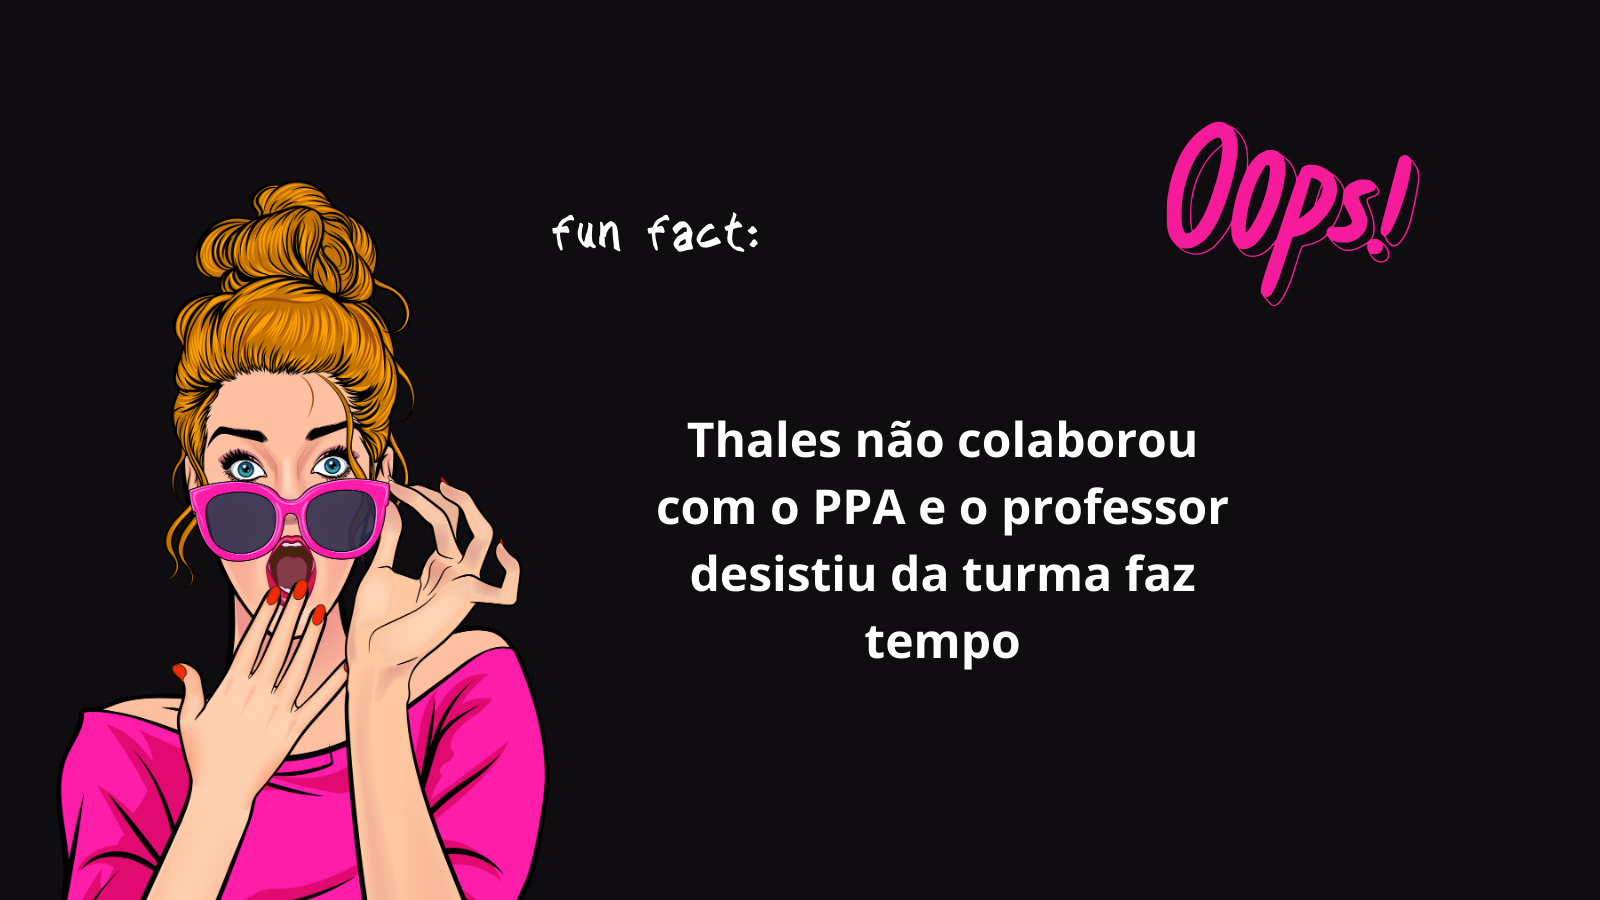 Oops!
fun fact:
Thales não colaborou
com o PPA e o professor
desistiu da turma faz
tempo